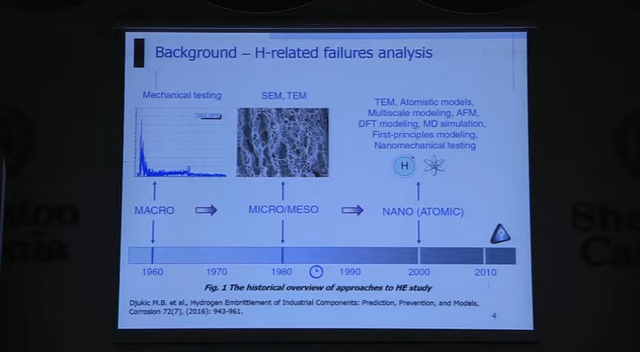 Background – H-related failures analysis
Mechanical testing
SEM, TEM
TEM, Atomistic models,
Multiscale modeling, AFM,
DFT modeling, MD simulation,
First-principles modeling,
Nanomechanical testing
H
MACRO
MICRO/MESO
NANO (ATOMIC)
1960
1970
1980
1990
2000
2010
Fig. 1 The historical overview of approaches to HE study
Djukic M.B. et al., Hydrogen Embrittlement of Industrial Components: Prediction, Prevention, and Models,
Corrosion 72(7), (2016): 943-961.
4